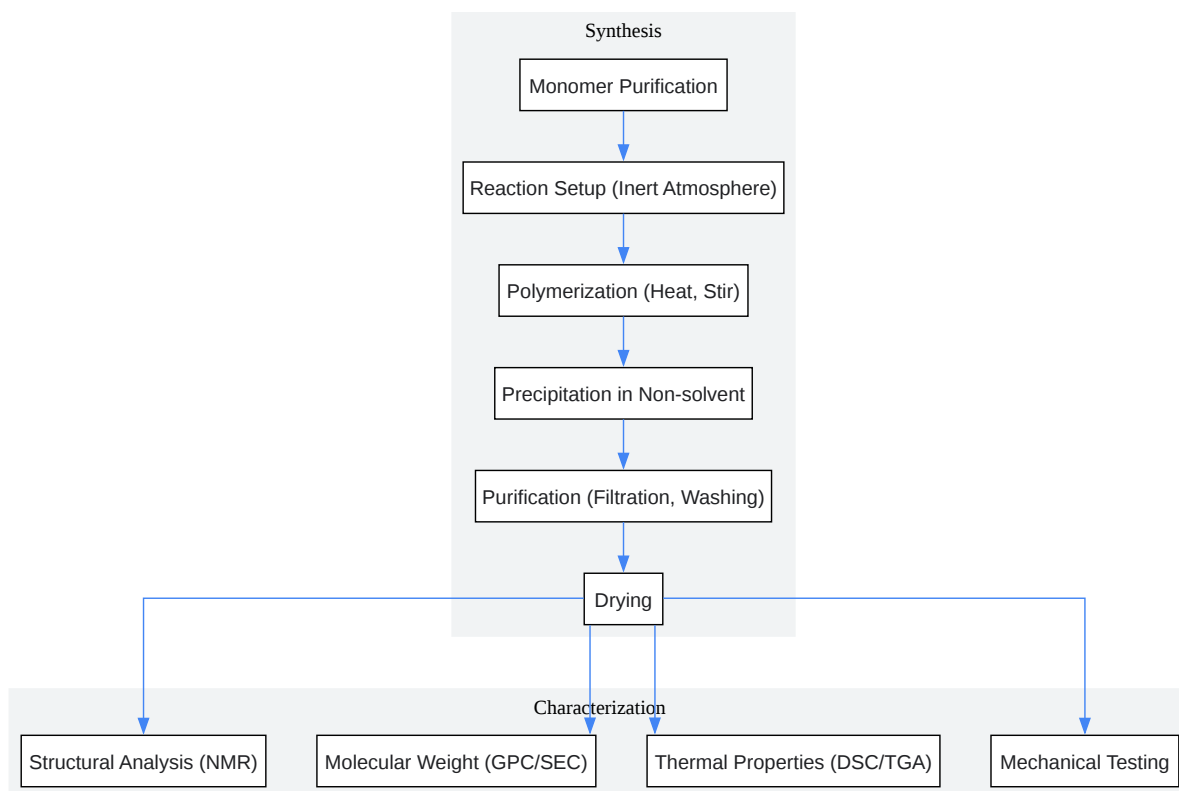 Synthesis
Monomer Purification
Reaction Setup (Inert Atmosphere)
Polymerization (Heat, Stir)
Precipitation in Non-solvent
Purification (Filtration, Washing)
Drying
Characterization
Structural Analysis (NMR)
Molecular Weight (GPC/SEC)
Thermal Properties (DSC/TGA)
Mechanical Testing